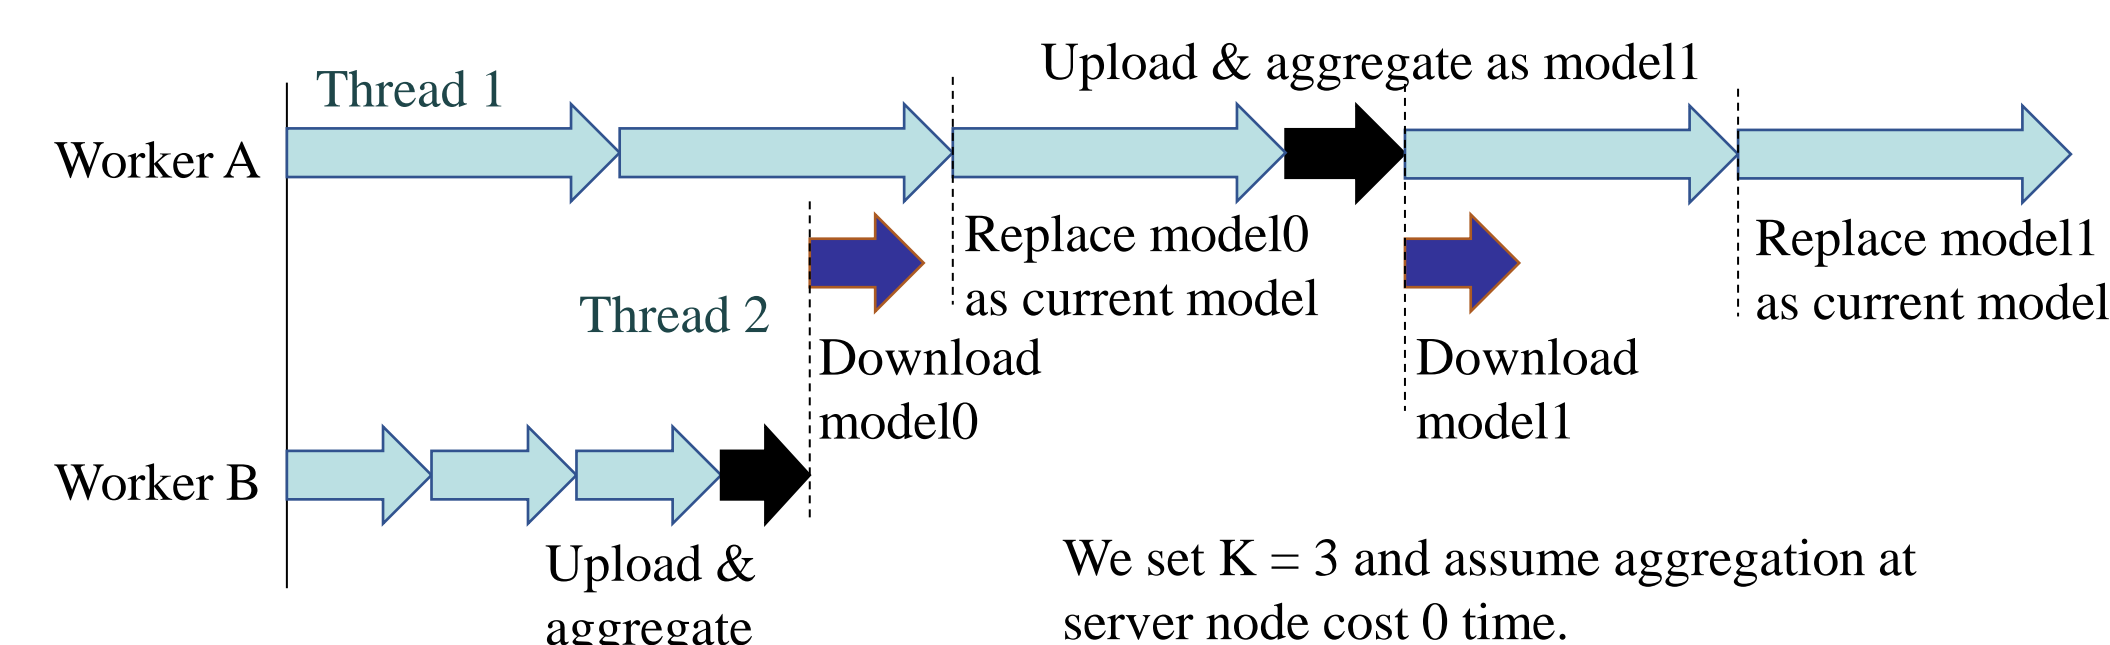 Upload & aggregate as model1
Thread 1
Worker A
Replace model0
as current model
Replace model1
as current model
Thread 2
Download
model0
Download
model1
Worker B
Upload &
aggregate
We set K = 3 and assume aggregation at
server node cost 0 time.